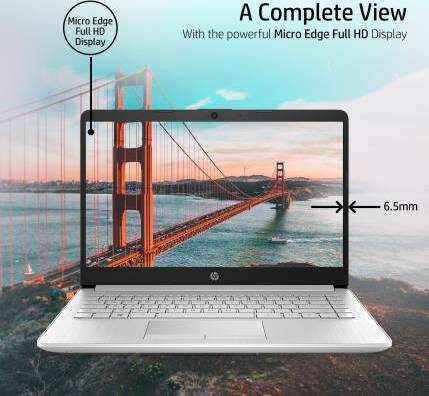 A Complete View
With the powerful Micro Edge Full HD Display
Micro Edge
Full HD
Display
6.5mm
hp